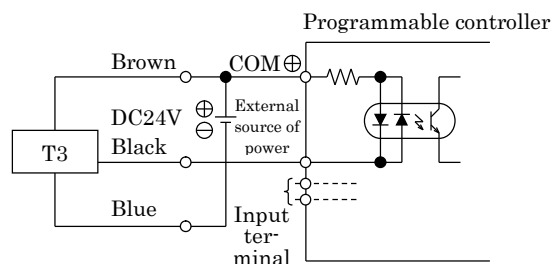 Programmable controller
Brown
COM⊕
DC24V
⊕
⊖
External
source of
power
T3
Black
Blue
Input
ter-
minal